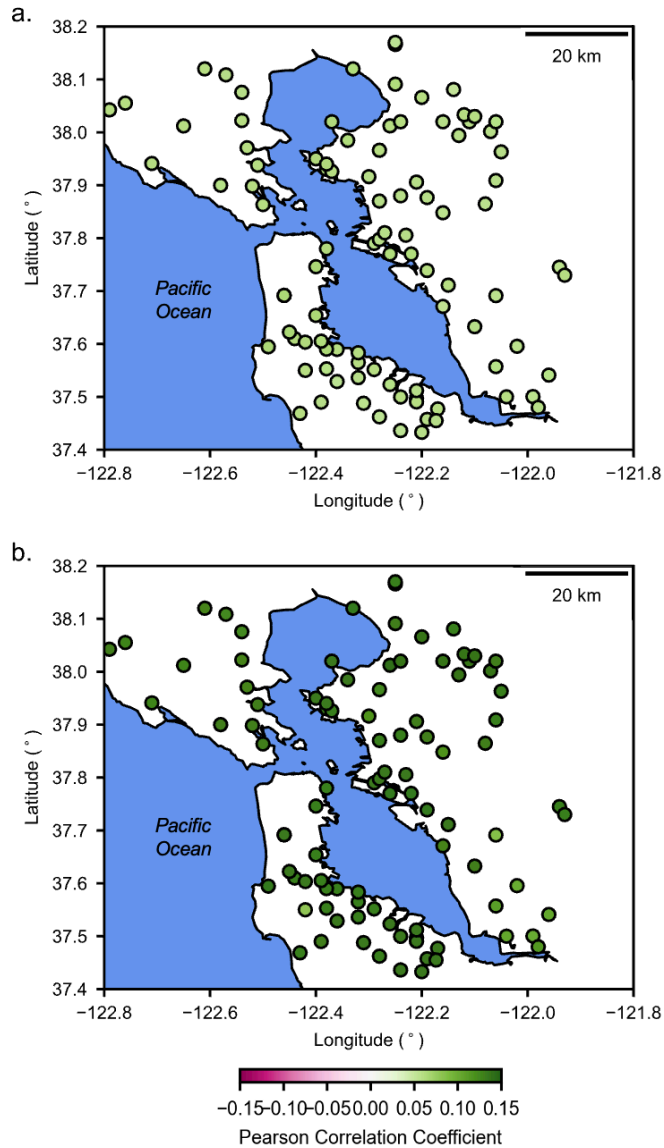 a.
38.2
38.1
38.0
37.9
37.8
37.7
37.6
37.5
37.4
Latitude (°)
20 km
Pacific
Ocean
−122.8
−122.6
−122.4
−122.2
−122.0
−121.8
Longitude (°)
b.
38.2
38.1
38.0
37.9
37.8
37.7
37.6
37.5
37.4
Latitude (°)
20 km
Pacific
Ocean
−122.8
−122.6
−122.4
−122.2
−122.0
−121.8
Longitude (°)
−0.15−0.10−0.05 0.00 0.05 0.10 0.15
Pearson Correlation Coefficient